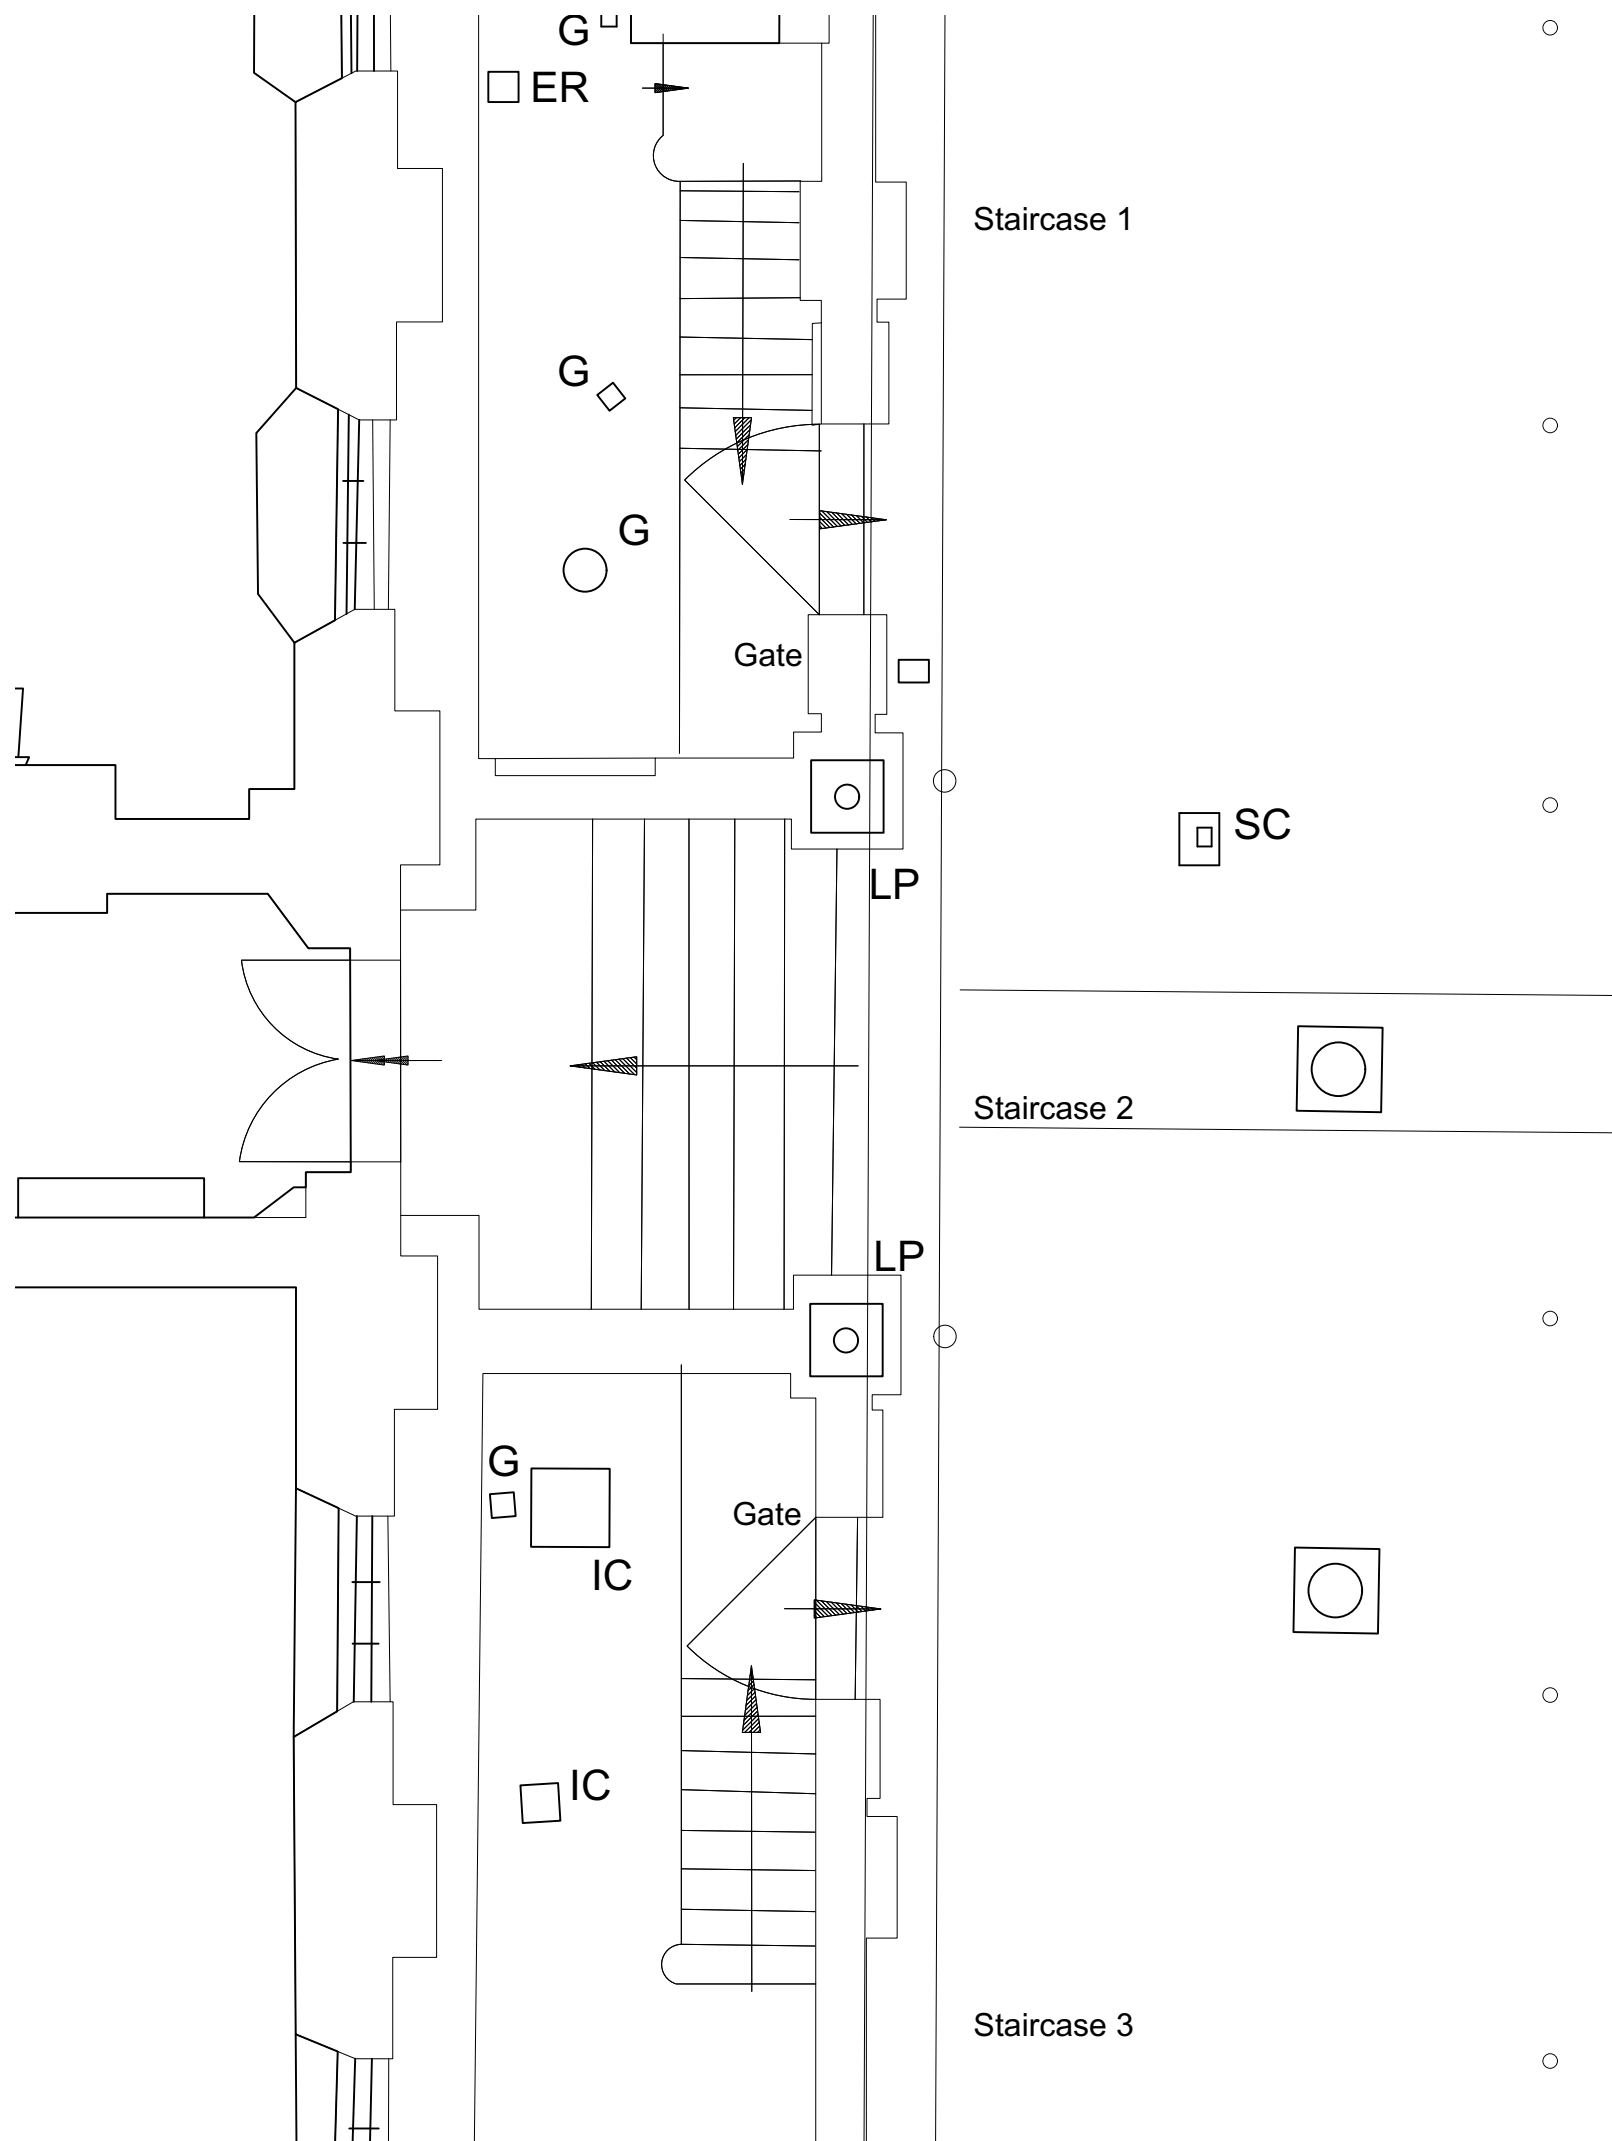 G
ER
Staircase 1
G
G
Gate
SC
LP
Staircase 2
LP
G
Gate
IC
IC
Staircase 3